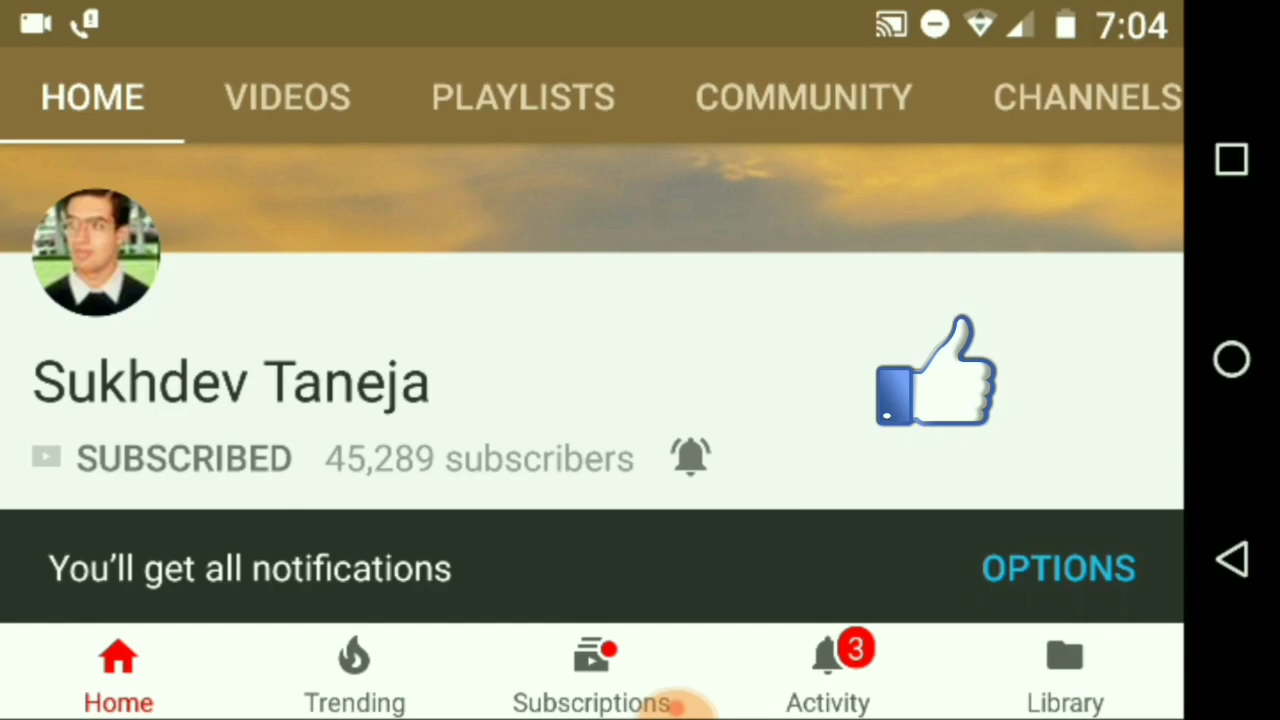 7:04
HOME VIDEOS PLAYLISTS COMMUNITY CHANNELS
Sukhdev Taneja
SUBSCRIBED 45,289 subscribers
You'll get all notifications OPTIONS
3
Home Trending Subscriptions Activity Library